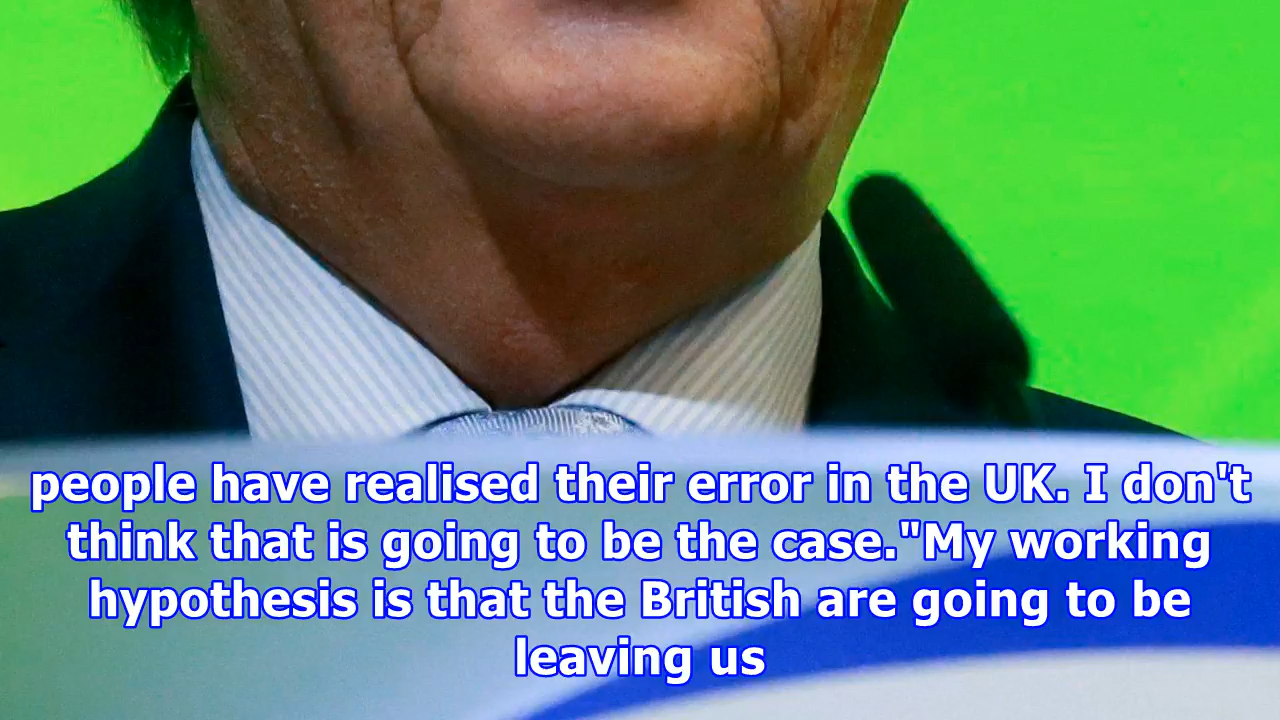 people have realised their error in the UK. I don't
think that is going to be the case."My working
hypothesis is that the British are going to be
leaving us